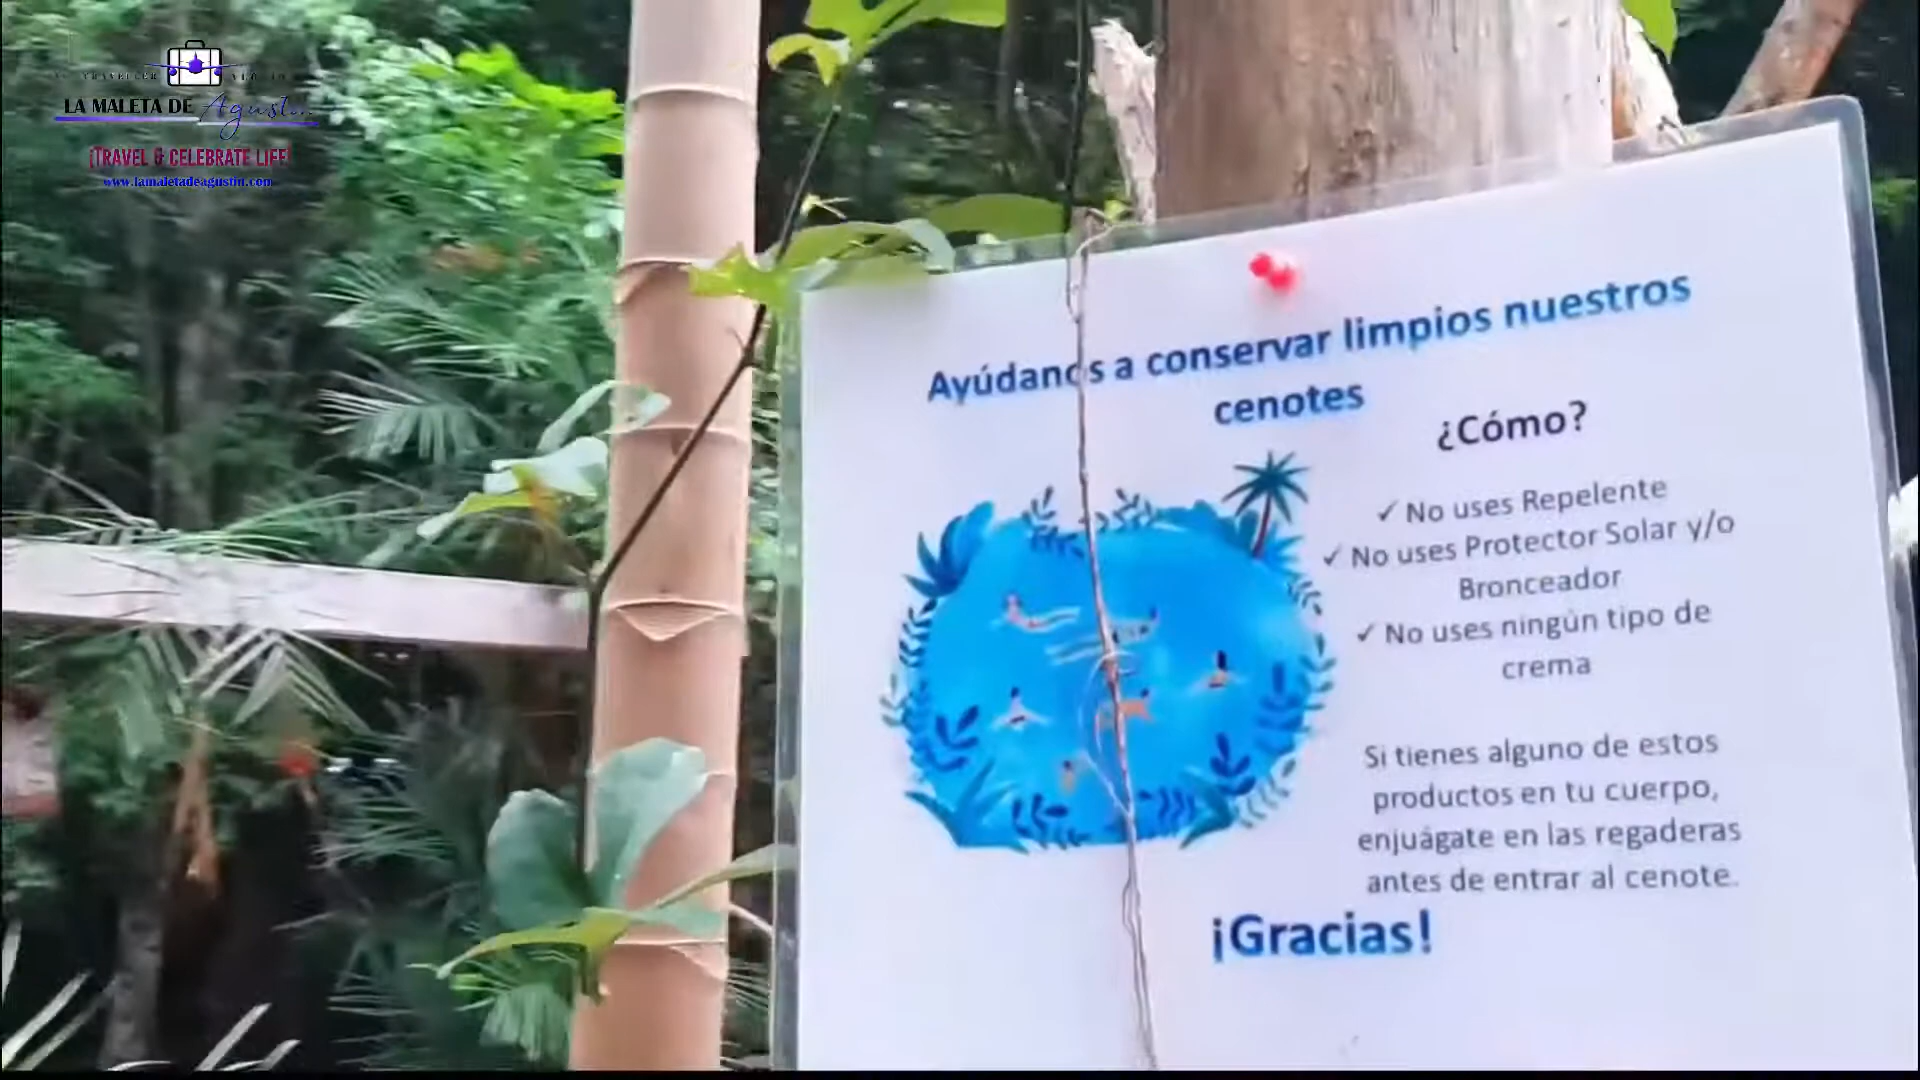 LA MALETA DE Agustin
¡TRAVEL & CELEBRATE LIFE!
www.lamaletadeagustin.com
Ayúdanos a conservar limpios nuestros
cenotes
¿Cómo?
✓ No uses Repelente
✓ No uses Protector Solar y/o
Bronceador
✓ No uses ningún tipo de
crema
Si tienes alguno de estos
productos en tu cuerpo,
enjuágate en las regaderas
antes de entrar al cenote.
¡Gracias!